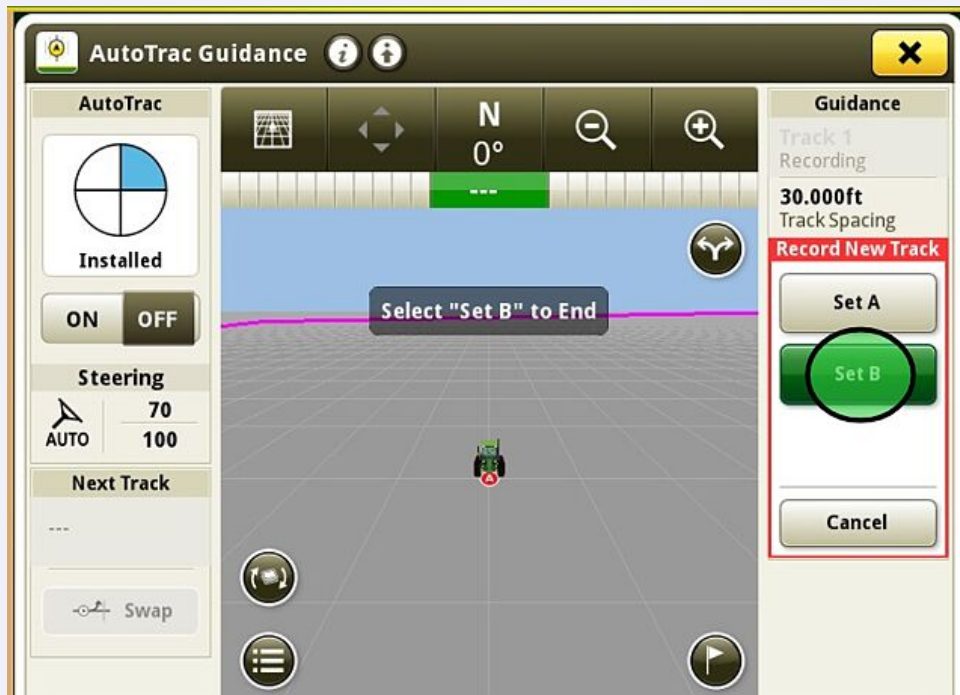 AutoTrac Guidance
AutoTrac
Installed
ON OFF
Steering
AUTO
70
100
Next Track
---
Swap
N
0°
---
Select "Set B" to End
A
Guidance
Track 1
Recording
30.000ft
Track Spacing
Record New Track
Set A
Set B
Cancel